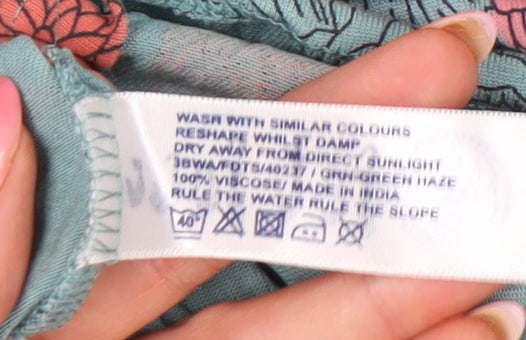 WASH WITH SIMILAR COLOURS
RESHAPE WHILST DAMP
DRY AWAY FROM DIRECT SUNLIGHT
3BWA/FDTS/40237 / GRN-GREEN HAZE
100% VISCOSE/ MADE IN INDIA
RULE THE WATER RULE THE SLOPE
40°